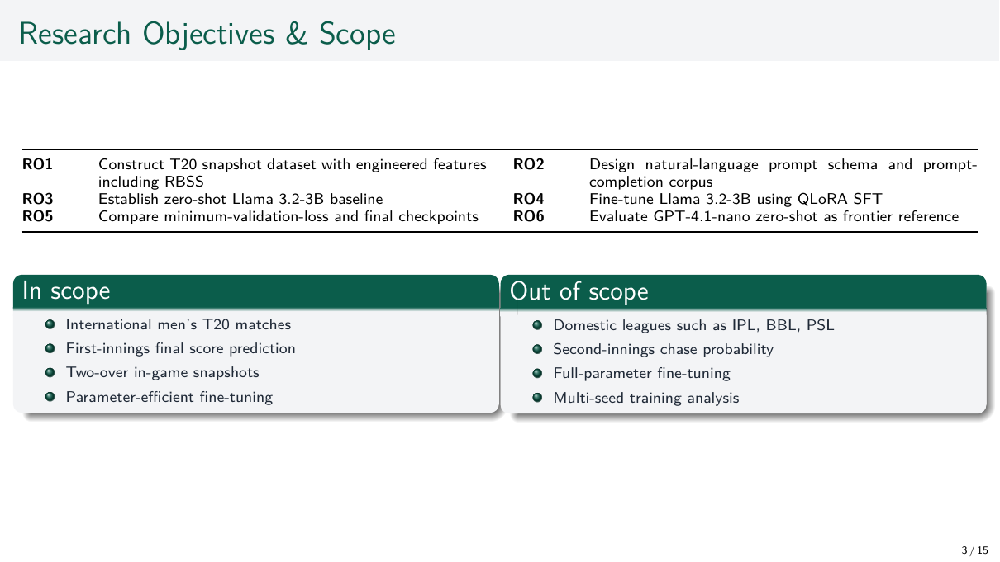 Research Objectives & Scope
RO1 Construct T20 snapshot dataset with engineered features including RBSS
RO2 Design natural-language prompt schema and prompt-completion corpus
RO3 Establish zero-shot Llama 3.2-3B baseline
RO4 Fine-tune Llama 3.2-3B using QLoRA SFT
RO5 Compare minimum-validation-loss and final checkpoints
RO6 Evaluate GPT-4.1-nano zero-shot as frontier reference
In scope
International men's T20 matches
First-innings final score prediction
Two-over in-game snapshots
Parameter-efficient fine-tuning
Out of scope
Domestic leagues such as IPL, BBL, PSL
Second-innings chase probability
Full-parameter fine-tuning
Multi-seed training analysis
3 / 15